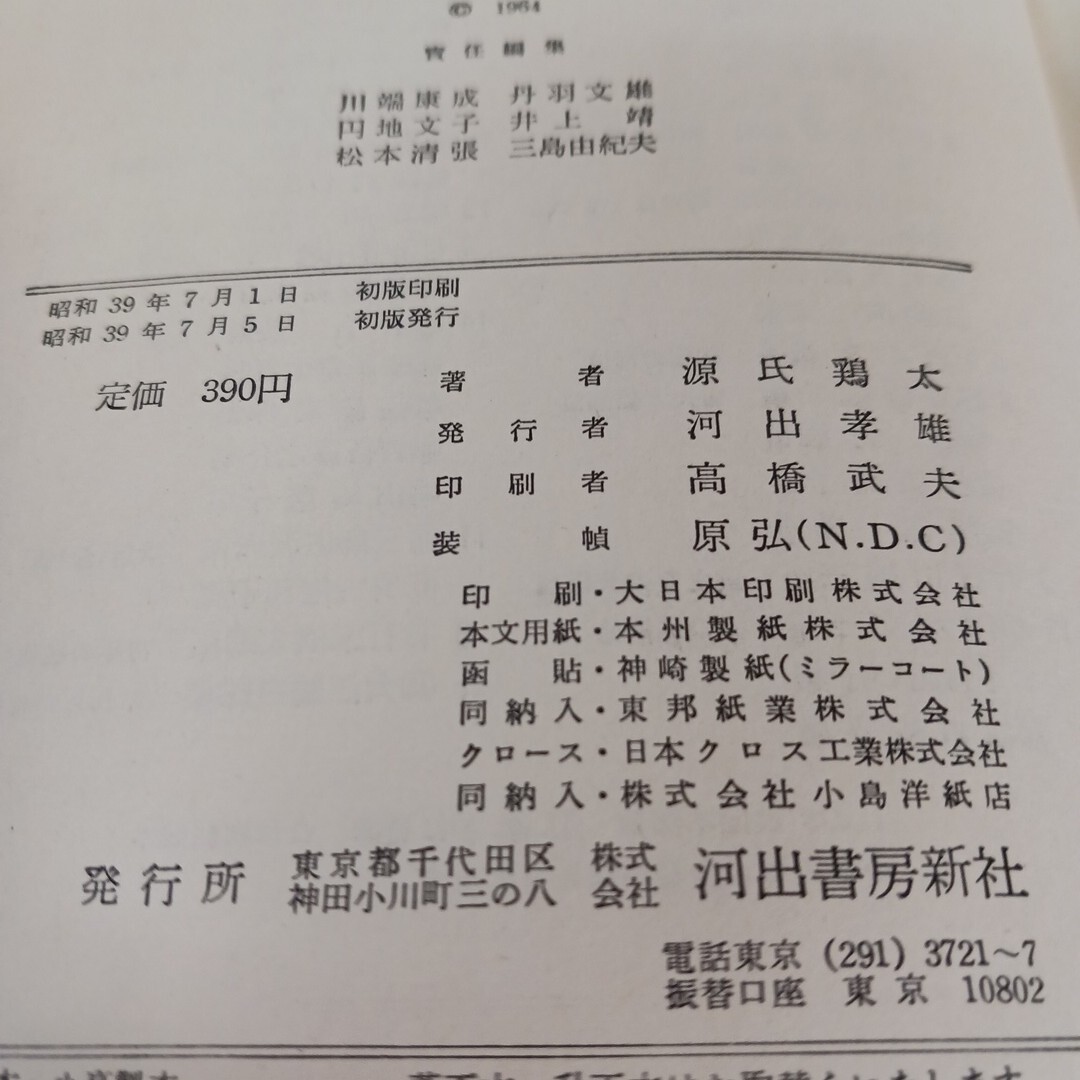 © 1964
責任編集
川端康成 丹羽文雄
円地文子 井上靖
松本清張 三島由紀夫
昭和39年7月1日 初版印刷
昭和39年7月5日 初版発行
定価 390円
著者 源氏鶏太
発行者 河出孝雄
印刷者 高橋武夫
装幀 原弘(N.D.C)
印刷・大日本印刷株式会社
本文用紙・本州製紙株式会社
函貼・神崎製紙(ミラーコート)
同納入・東邦紙業株式会社
クロース・日本クロス工業株式会社
同納入・株式会社小島洋紙店
発行所 東京都千代田区神田小川町三の八 株式会社 河出書房新社
電話東京 (291) 3721~7
振替口座 東京 10802